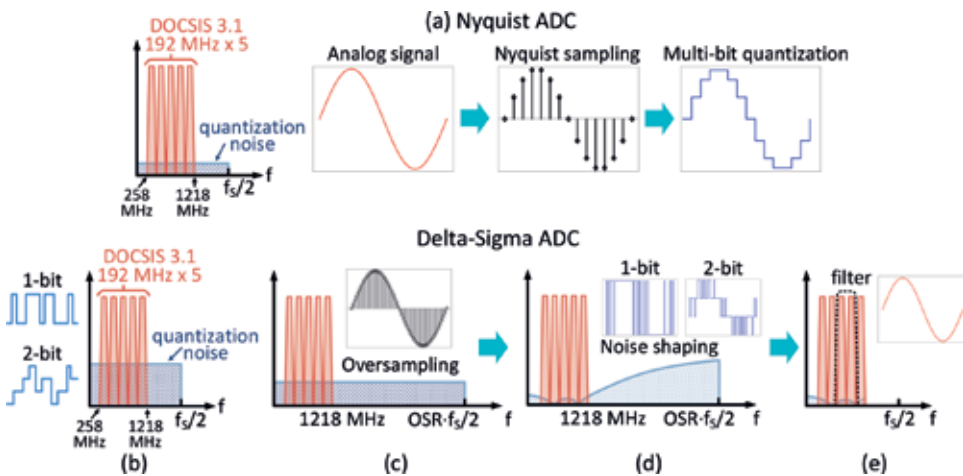 (a) Nyquist ADC
DOCSIS 3.1
192 MHz x 5
quantization
noise
f
fS/2
258
MHz
1218
MHz
Analog signal
Nyquist sampling
Multi-bit quantization
Delta-Sigma ADC
1-bit
2-bit
DOCSIS 3.1
192 MHz x 5
quantization
noise
fS/2
f
258
MHz
1218
MHz
(b)
Oversampling
1218 MHz
OSR·fS/2
f
(c)
1-bit
2-bit
Noise shaping
1218 MHz
OSR·fS/2
f
(d)
filter
fS/2
f
(e)